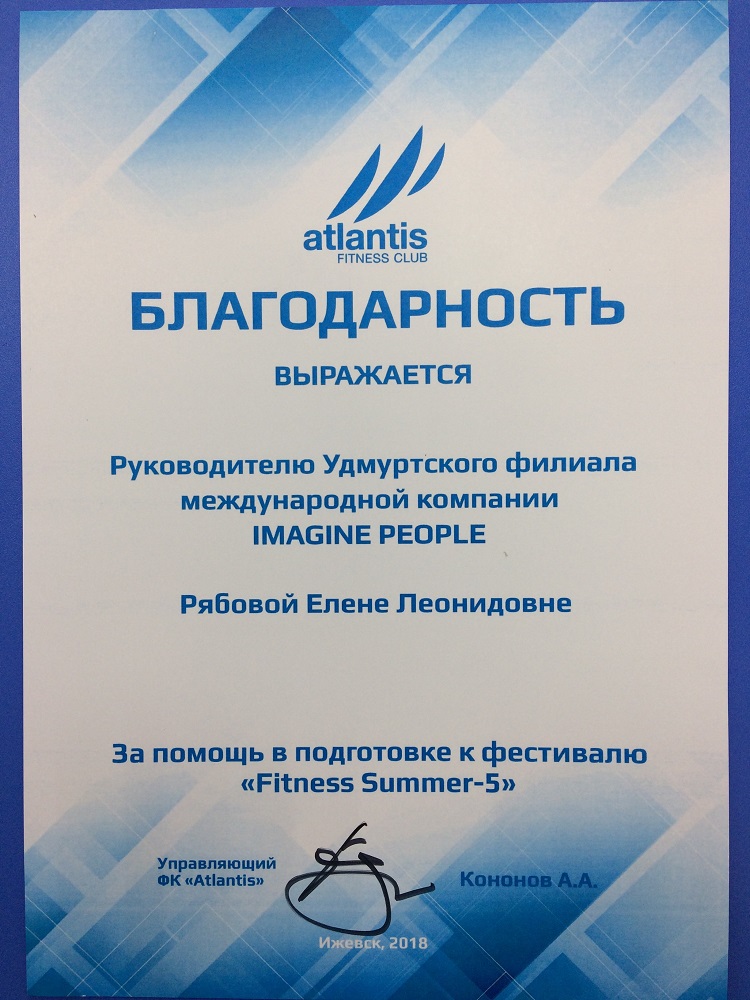 atlantis
FITNESS CLUB
БЛАГОДАРНОСТЬ
ВЫРАЖАЕТСЯ
Руководителю Удмуртского филиала
международной компании
IMAGINE PEOPLE
Рябовой Елене Леонидовне
За помощь в подготовке к фестивалю
«Fitness Summer-5»
Управляющий
ФК «Atlantis»
Кононов А.А.
Ижевск, 2018